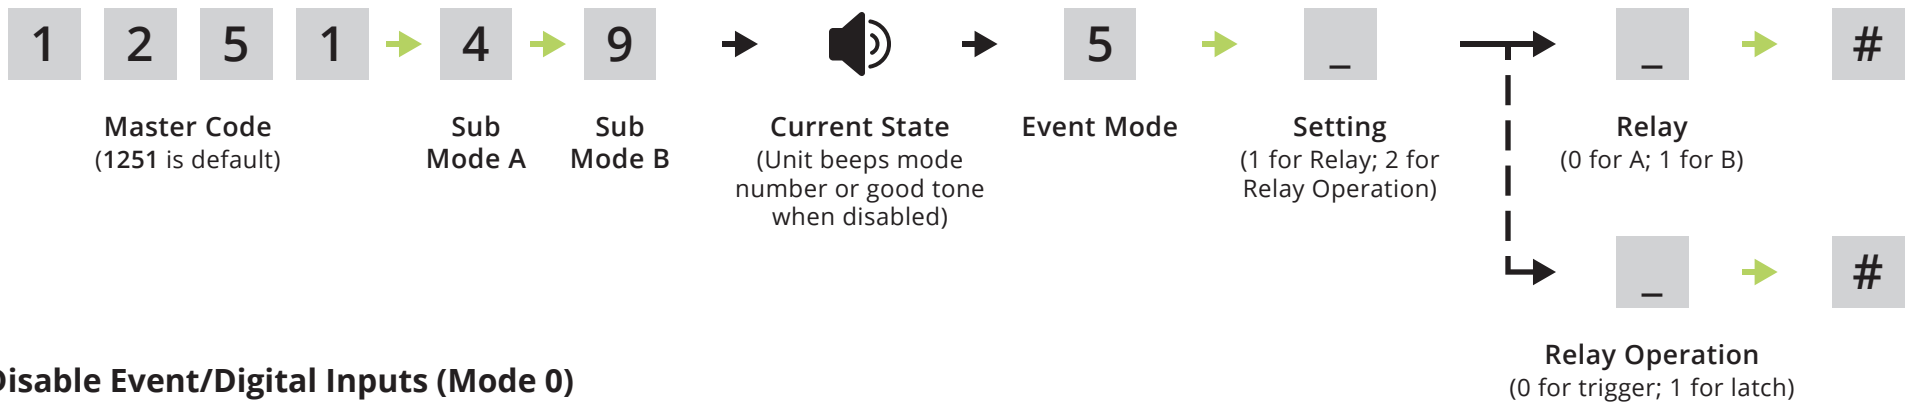 1 2 5 1 4 9 5 _ _ #
Master Code
(1251 is default)
Sub
Mode A
Sub
Mode B
Current State
(Unit beeps mode
number or good tone
when disabled)
Event Mode
Setting
(1 for Relay; 2 for
Relay Operation)
Relay
(0 for A; 1 for B)
_ #
Relay Operation
(0 for trigger; 1 for latch)
Disable Event/Digital Inputs (Mode 0)